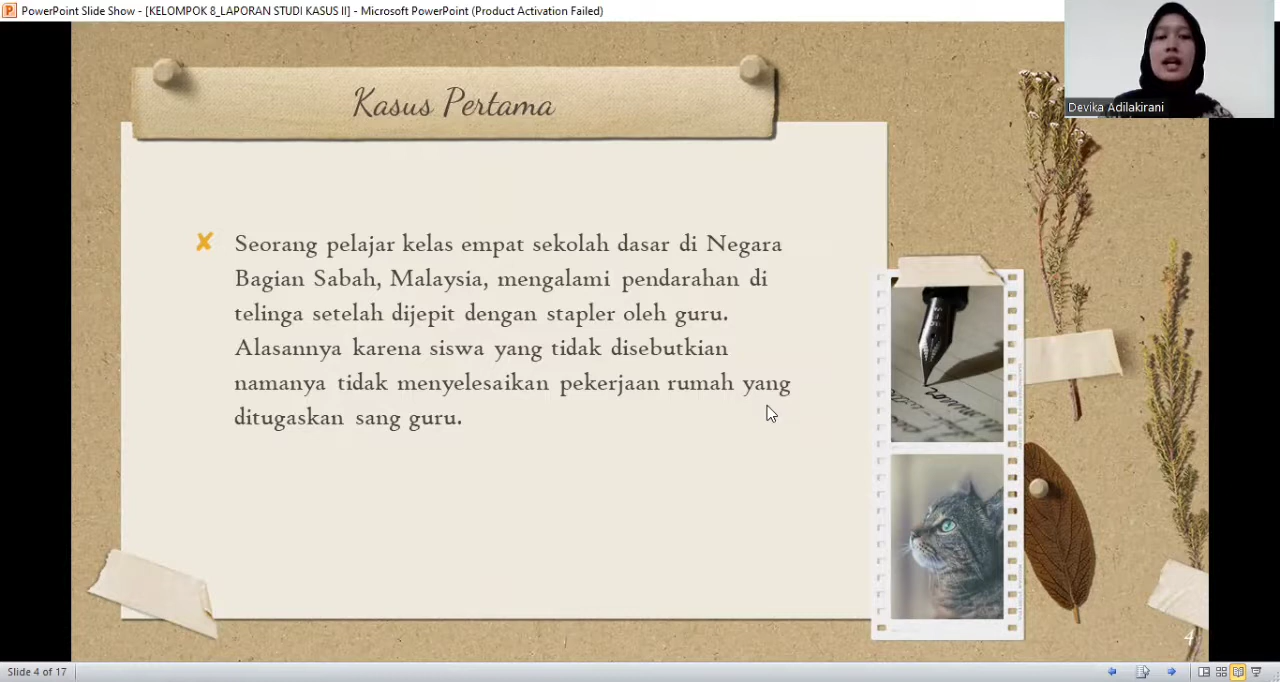 PowerPoint Slide Show - [KELOMPOK 8_LAPORAN STUDI KASUS II] - Microsoft PowerPoint (Product Activation Failed)
Devika Adilakirani
Kasus Pertama
✘ Seorang pelajar kelas empat sekolah dasar di Negara
Bagian Sabah, Malaysia, mengalami pendarahan di
telinga setelah dijepit dengan stapler oleh guru.
Alasannya karena siswa yang tidak disebutkian
namanya tidak menyelesaikan pekerjaan rumah yang
ditugaskan sang guru.
4
Slide 4 of 17